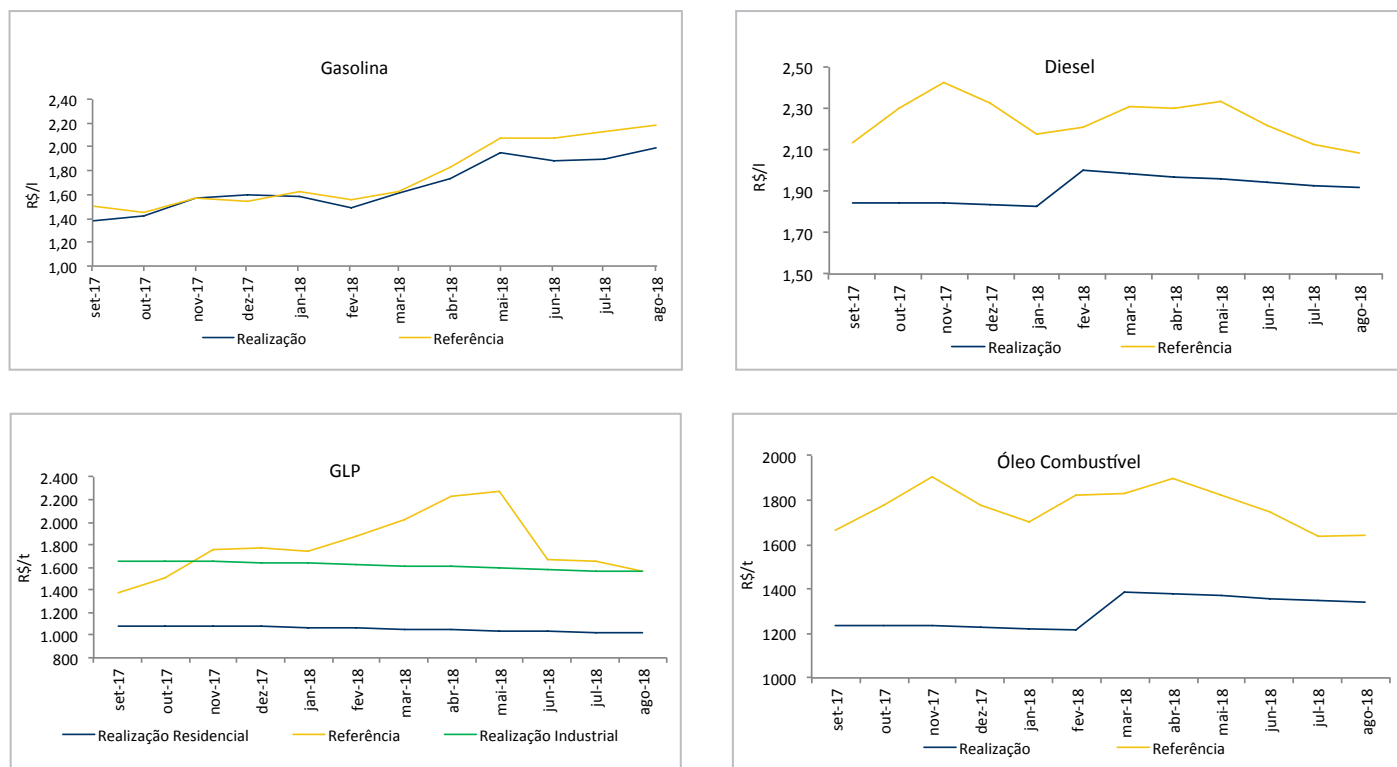 Gasolina
R$/l
2,40
2,20
2,00
1,80
1,60
1,40
1,20
1,00
set-17 out-17 nov-17 dez-17 jan-18 fev-18 mar-18 abr-18 mai-18 jun-18 jul-18 ago-18
Realização Referência
Diesel
R$/l
2,50
2,30
2,10
1,90
1,70
1,50
set-17 out-17 nov-17 dez-17 jan-18 fev-18 mar-18 abr-18 mai-18 jun-18 jul-18 ago-18
Realização Referência
GLP
R$/t
2.400
2.200
2.000
1.800
1.600
1.400
1.200
1.000
800
set-17 out-17 nov-17 dez-17 jan-18 fev-18 mar-18 abr-18 mai-18 jun-18 jul-18 ago-18
Realização Residencial Referência Realização Industrial
Óleo Combustível
R$/t
2000
1800
1600
1400
1200
1000
set-17 out-17 nov-17 dez-17 jan-18 fev-18 mar-18 abr-18 mai-18 jun-18 jul-18 ago-18
Realização Referência